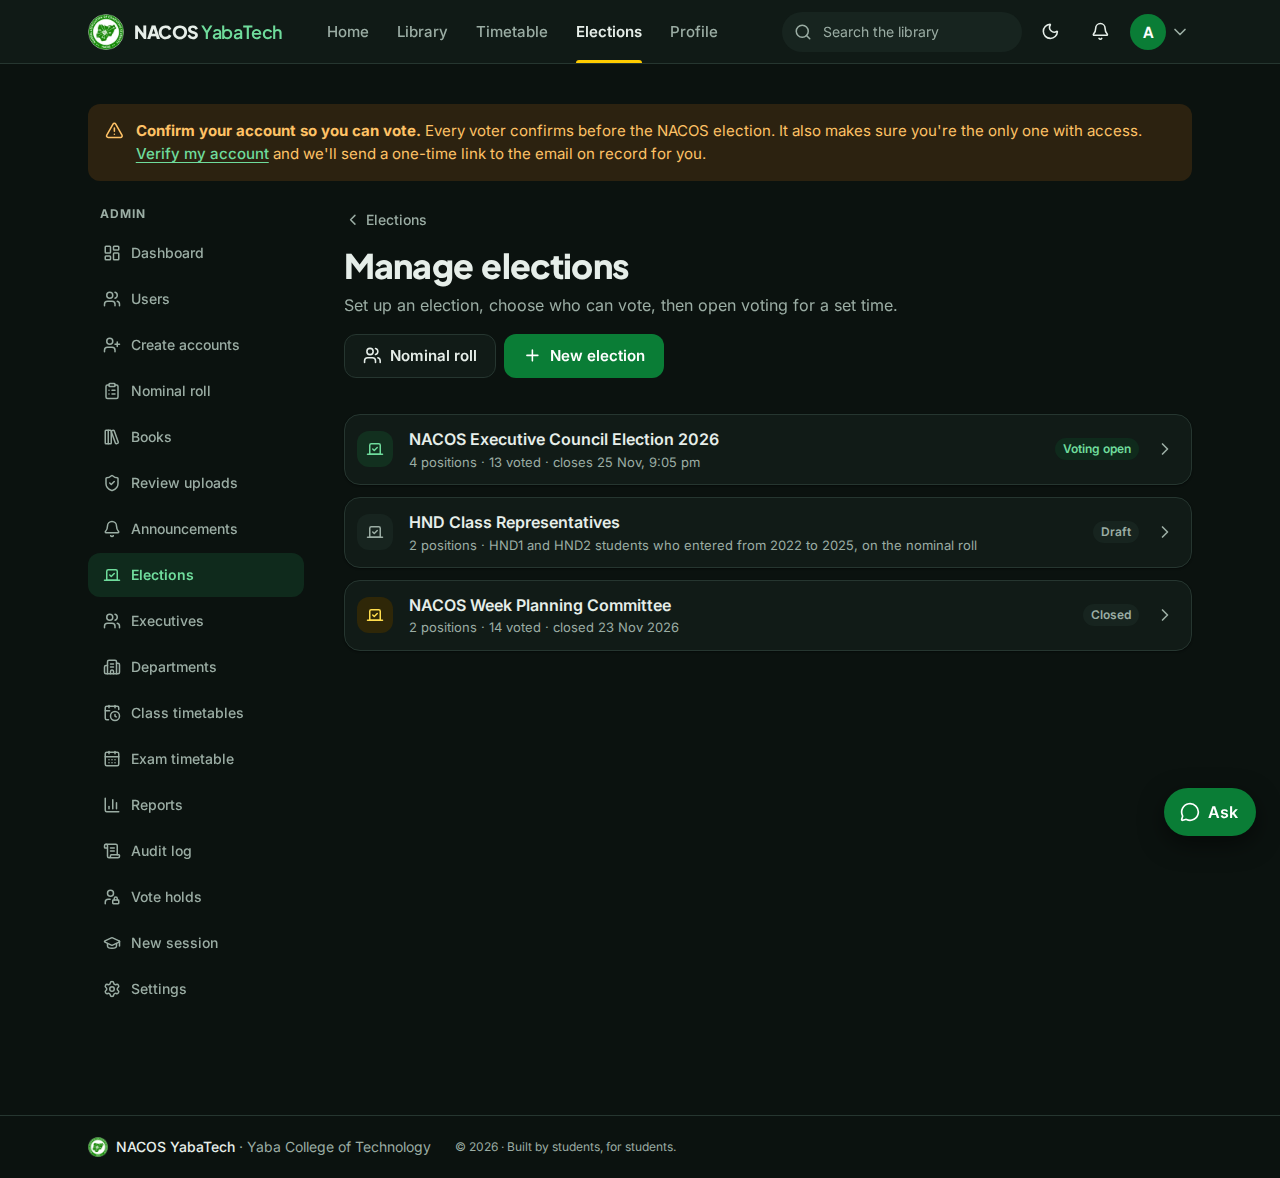 NACOS YabaTech
Home
Library
Timetable
Elections
Profile
Search the library
A
Confirm your account so you can vote. Every voter confirms before the NACOS election. It also makes sure you're the only one with access.
Verify my account and we'll send a one-time link to the email on record for you.
ADMIN
Dashboard
Users
Create accounts
Nominal roll
Books
Review uploads
Announcements
Elections
Executives
Departments
Class timetables
Exam timetable
Reports
Audit log
Vote holds
New session
Settings
Elections
Manage elections
Set up an election, choose who can vote, then open voting for a set time.
Nominal roll
New election
NACOS Executive Council Election 2026
4 positions · 13 voted · closes 25 Nov, 9:05 pm
Voting open
HND Class Representatives
2 positions · HND1 and HND2 students who entered from 2022 to 2025, on the nominal roll
Draft
NACOS Week Planning Committee
2 positions · 14 voted · closed 23 Nov 2026
Closed
Ask
NACOS YabaTech · Yaba College of Technology
© 2026 · Built by students, for students.